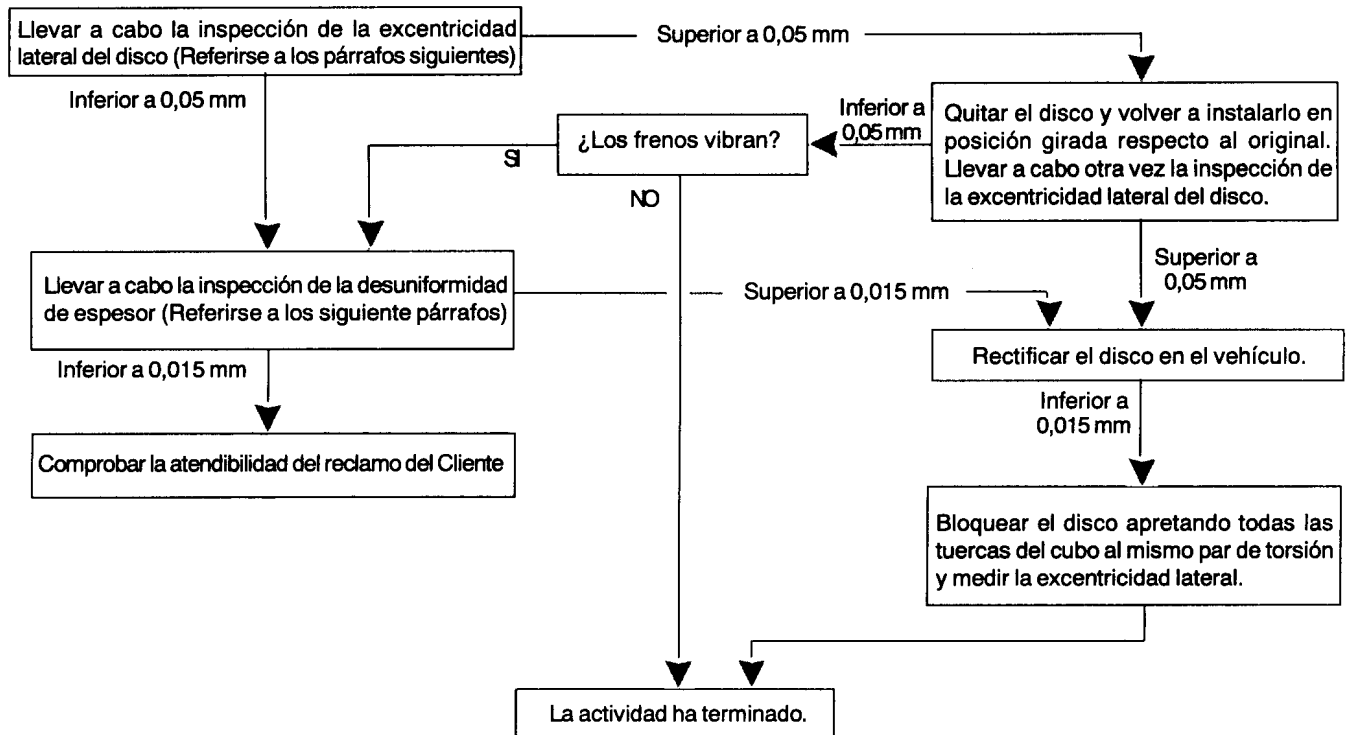 Llevar a cabo la inspección de la excentricidad
lateral del disco (Referirse a los párrafos siguientes)
Superior a 0,05 mm
Inferior a 0,05 mm
¿Los frenos vibran?
SI
NO
Inferior a
0,05 mm
Quitar el disco y volver a instalarlo en
posición girada respecto al original.
Llevar a cabo otra vez la inspección de
la excentricidad lateral del disco.
Superior a
0,05 mm
Llevar a cabo la inspección de la desuniformidad
de espesor (Referirse a los siguiente párrafos)
Superior a 0,015 mm
Inferior a 0,015 mm
Rectificar el disco en el vehículo.
Inferior a
0,015 mm
Comprobar la atendibilidad del reclamo del Cliente
Bloquear el disco apretando todas las
tuercas del cubo al mismo par de torsión
y medir la excentricidad lateral.
La actividad ha terminado.